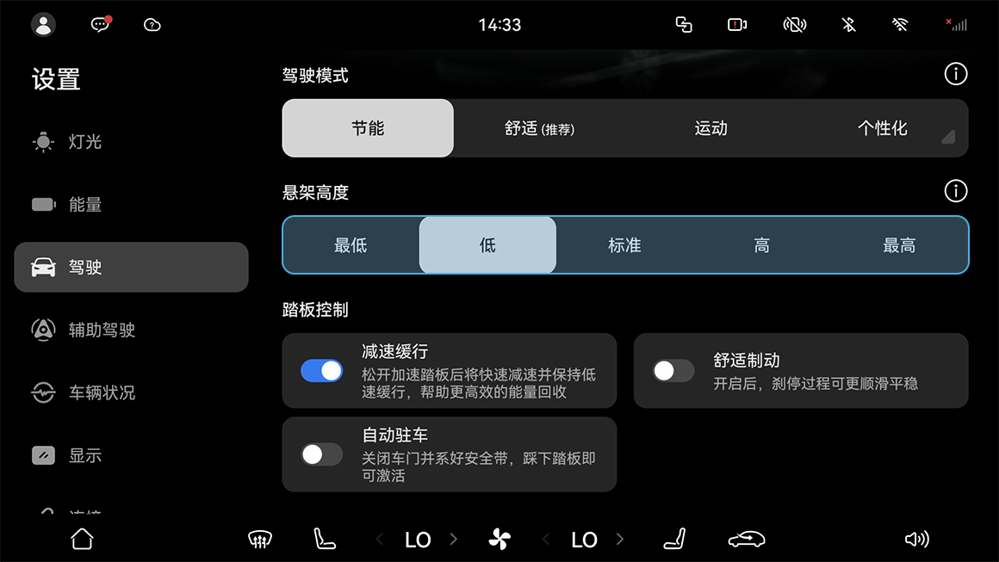 14:33
设置
灯光
能量
驾驶
辅助驾驶
车辆状况
显示
驾驶模式
节能
舒适 (推荐)
运动
个性化
悬架高度
最低
低
标准
高
最高
踏板控制
减速缓行
松开加速踏板后将快速减速并保持低
速缓行，帮助更高效的能量回收
舒适制动
开启后，刹停过程可更顺滑平稳
自动驻车
关闭车门并系好安全带，踩下踏板即
可激活
LO
LO